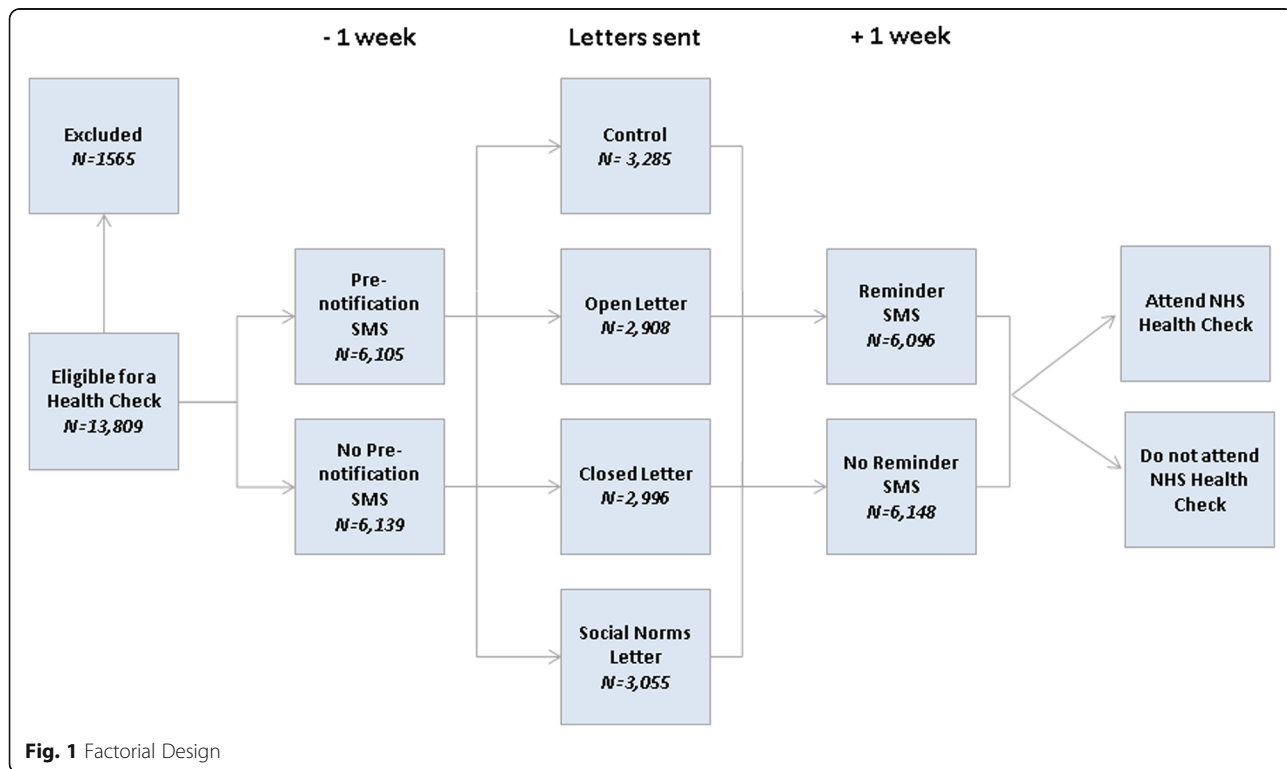 - 1 week
Letters sent
+ 1 week
Excluded
N=1565
Eligible for a
Health Check
N=13,809
Pre-
notification
SMS
N=6,105
No Pre-
notification
SMS
N=6,139
Control
N= 3,285
Open Letter
N=2,908
Closed Letter
N=2,996
Social Norms
Letter
N=3,055
Reminder
SMS
N=6,096
No Reminder
SMS
N=6,148
Attend NHS
Health Check
Do not attend
NHS Health
Check
Fig. 1 Factorial Design